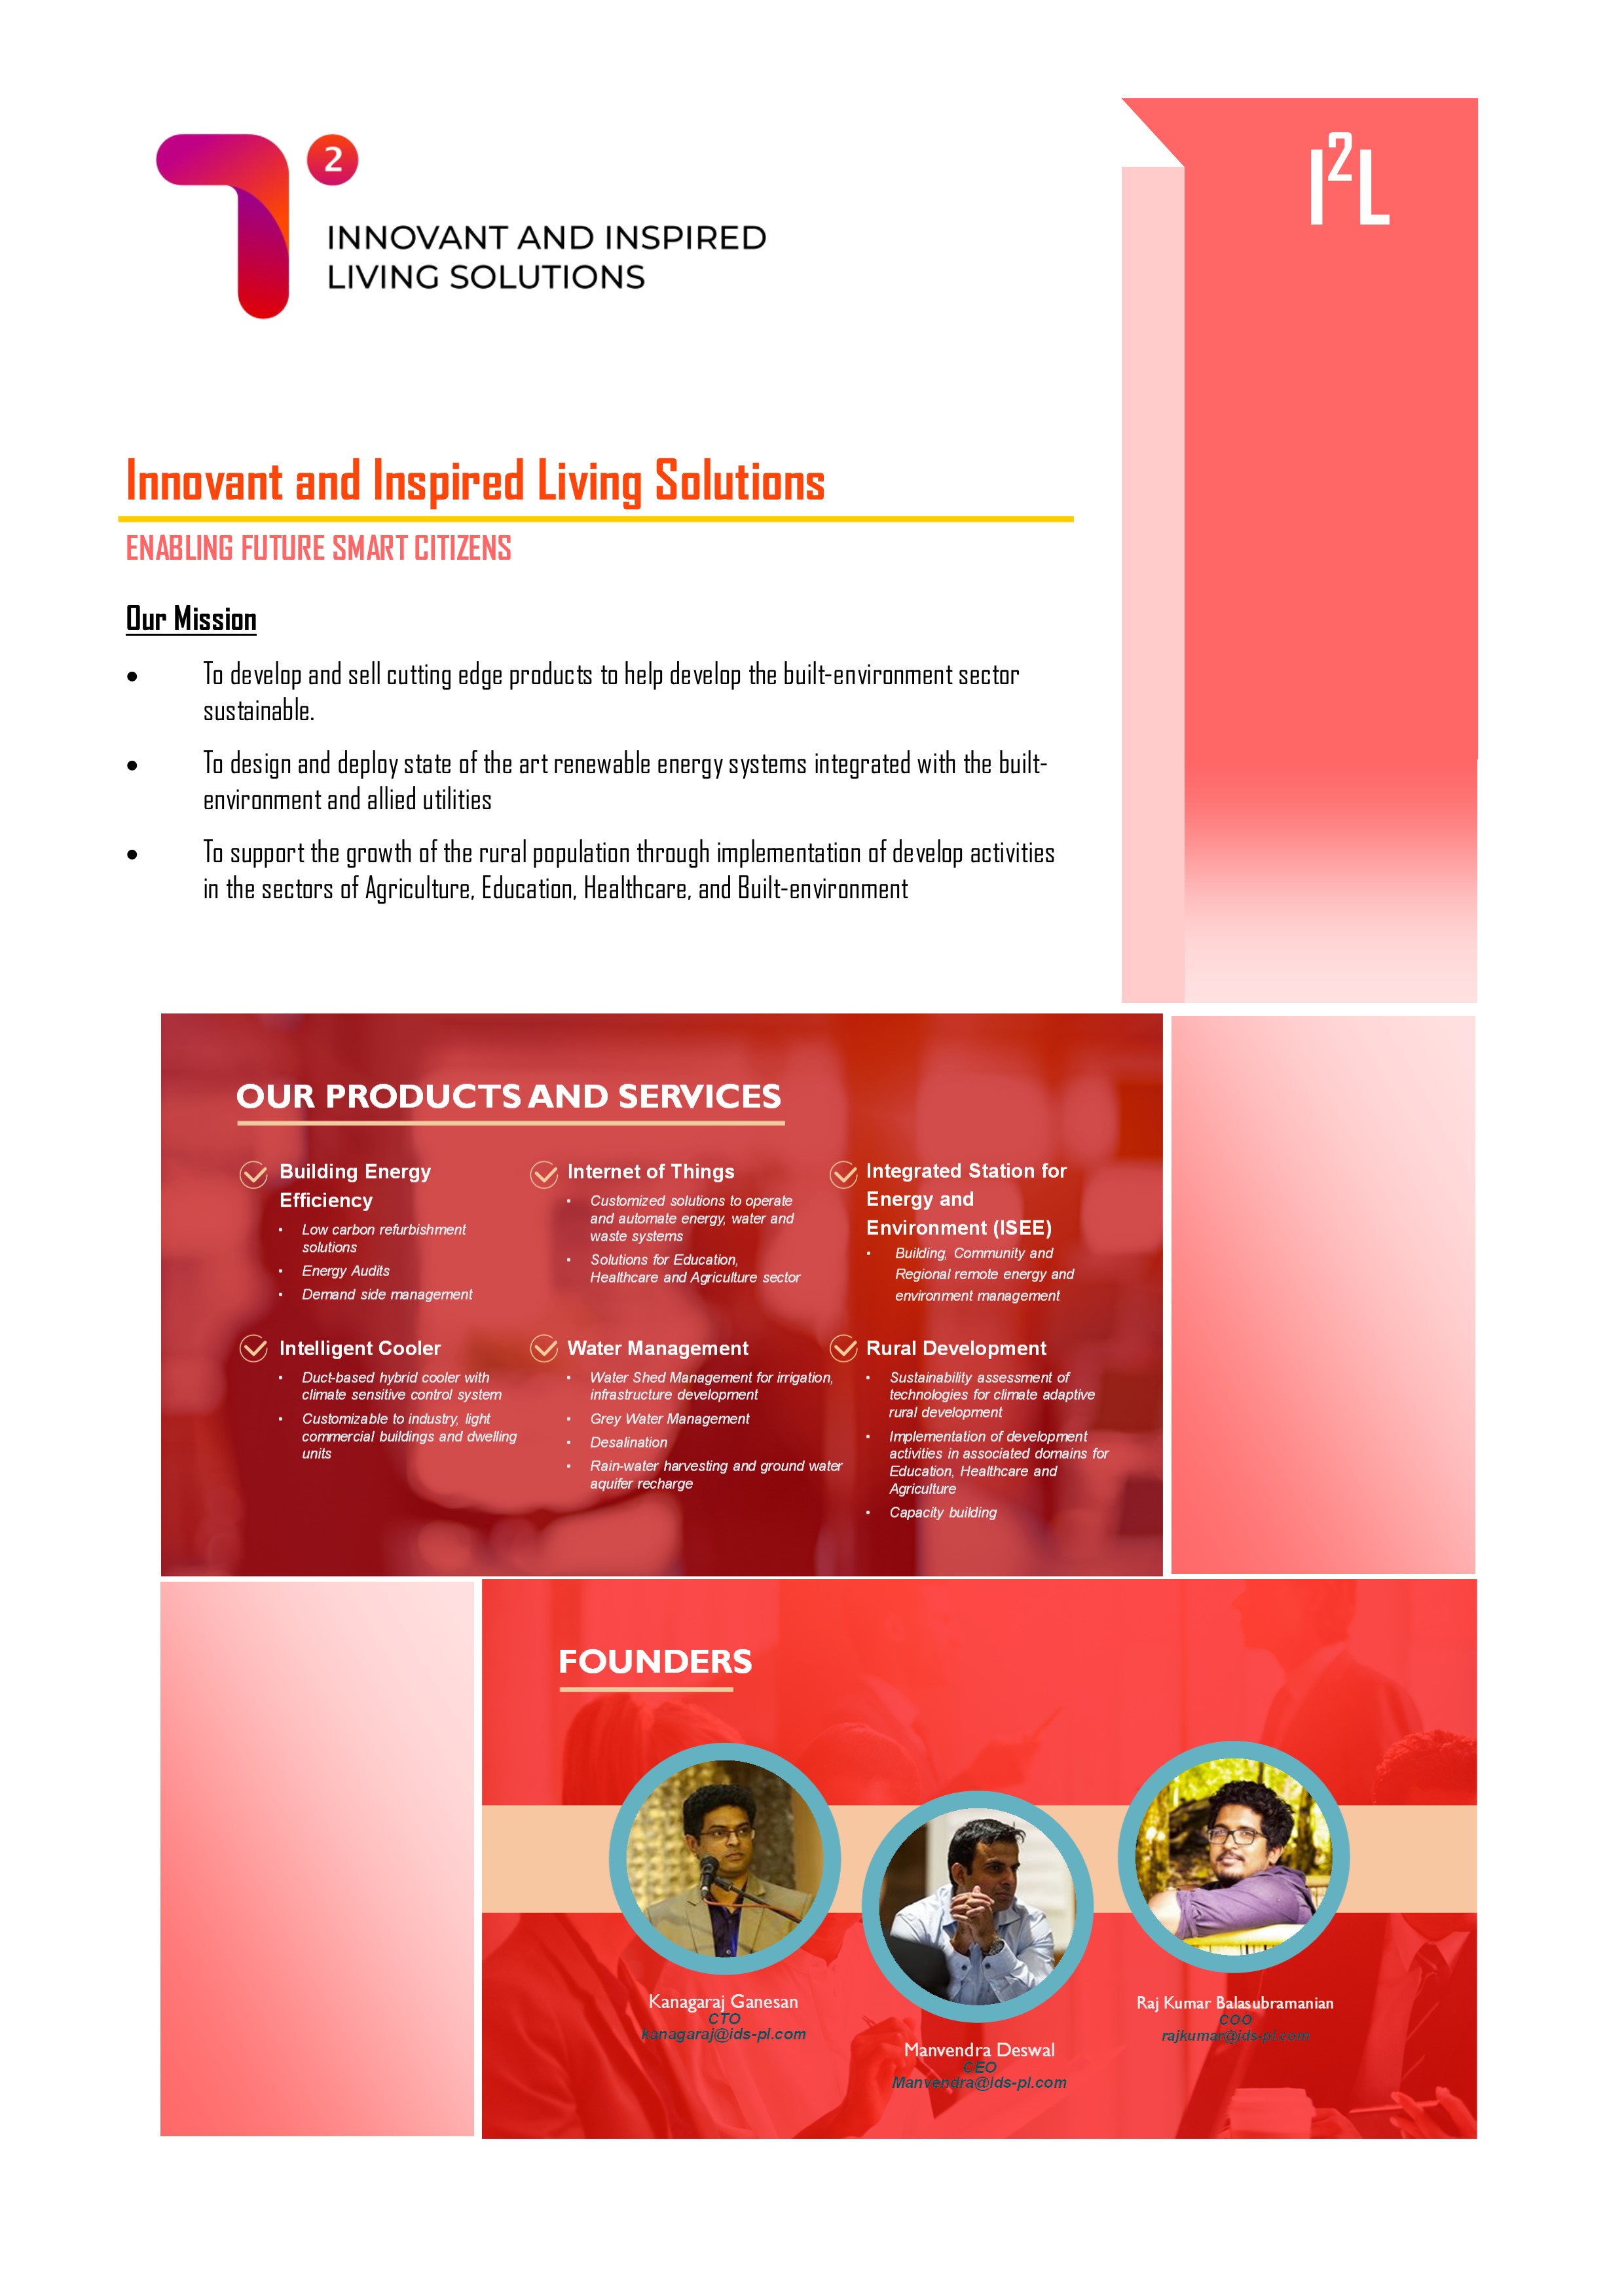 2
INNOVANT AND INSPIRED
LIVING SOLUTIONS
I²L
Innovant and Inspired Living Solutions
ENABLING FUTURE SMART CITIZENS
Our Mission
• To develop and sell cutting edge products to help develop the built-environment sector
sustainable.
• To design and deploy state of the art renewable energy systems integrated with the built-
environment and allied utilities
• To support the growth of the rural population through implementation of develop activities
in the sectors of Agriculture, Education, Healthcare, and Built-environment
OUR PRODUCTS AND SERVICES
Building Energy
Efficiency
• Low carbon refurbishment
solutions
• Energy Audits
• Demand side management
Internet of Things
• Customized solutions to operate
and automate energy, water and
waste systems
• Solutions for Education,
Healthcare and Agriculture sector
Integrated Station for
Energy and
Environment (ISEE)
• Building, Community and
Regional remote energy and
environment management
Intelligent Cooler
• Duct-based hybrid cooler with
climate sensitive control system
• Customizable to industry, light
commercial buildings and dwelling
units
Water Management
• Water Shed Management for irrigation,
infrastructure development
• Grey Water Management
• Desalination
• Rain-water harvesting and ground water
aquifer recharge
Rural Development
• Sustainability assessment of
technologies for climate adaptive
rural development
• Implementation of development
activities in associated domains for
Education, Healthcare and
Agriculture
• Capacity building
FOUNDERS
Kanagaraj Ganesan
CTO
kanagaraj@ids-pl.com
Manvendra Deswal
CEO
Manvendra@ids-pl.com
Raj Kumar Balasubramanian
COO
rajkumar@ids-pl.com